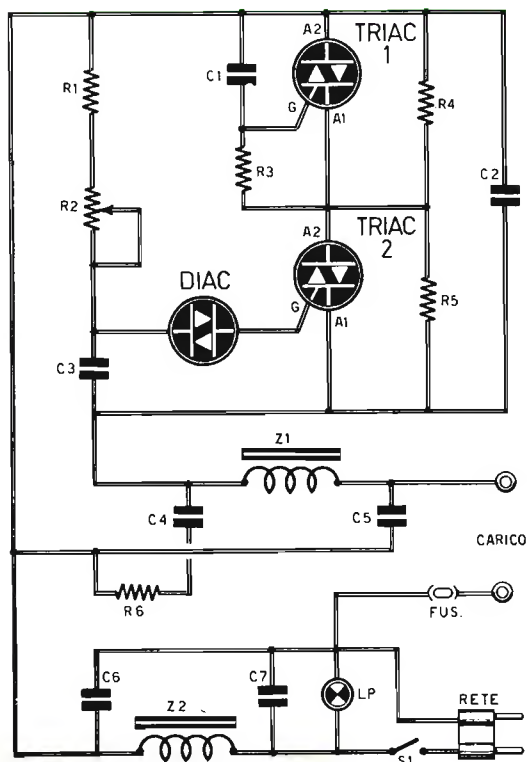 A2
TRIAC
1
R1
C1
G
A1
R4
R3
C2
R2
A2
TRIAC
2
DIAC
G
A1
R5
C3
Z1
C4
C5
CARICO
R6
FUS.
C6
C7
LP
RETE
Z2
S1